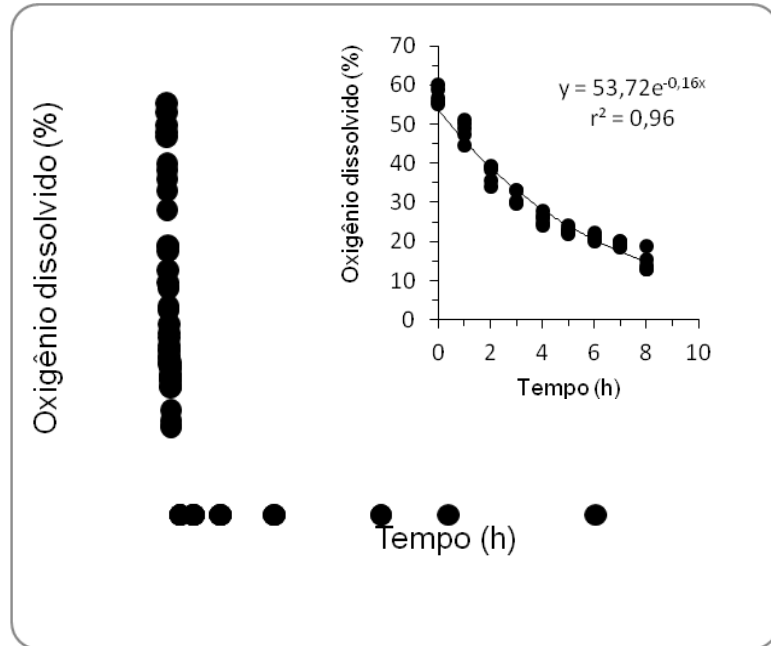 Oxigênio dissolvido (%)
Tempo (h)
Oxigênio dissolvido (%)
70
60
50
40
30
20
10
0
y = 53,72e^-0,16x
r² = 0,96
0 2 4 6 8 10
Tempo (h)